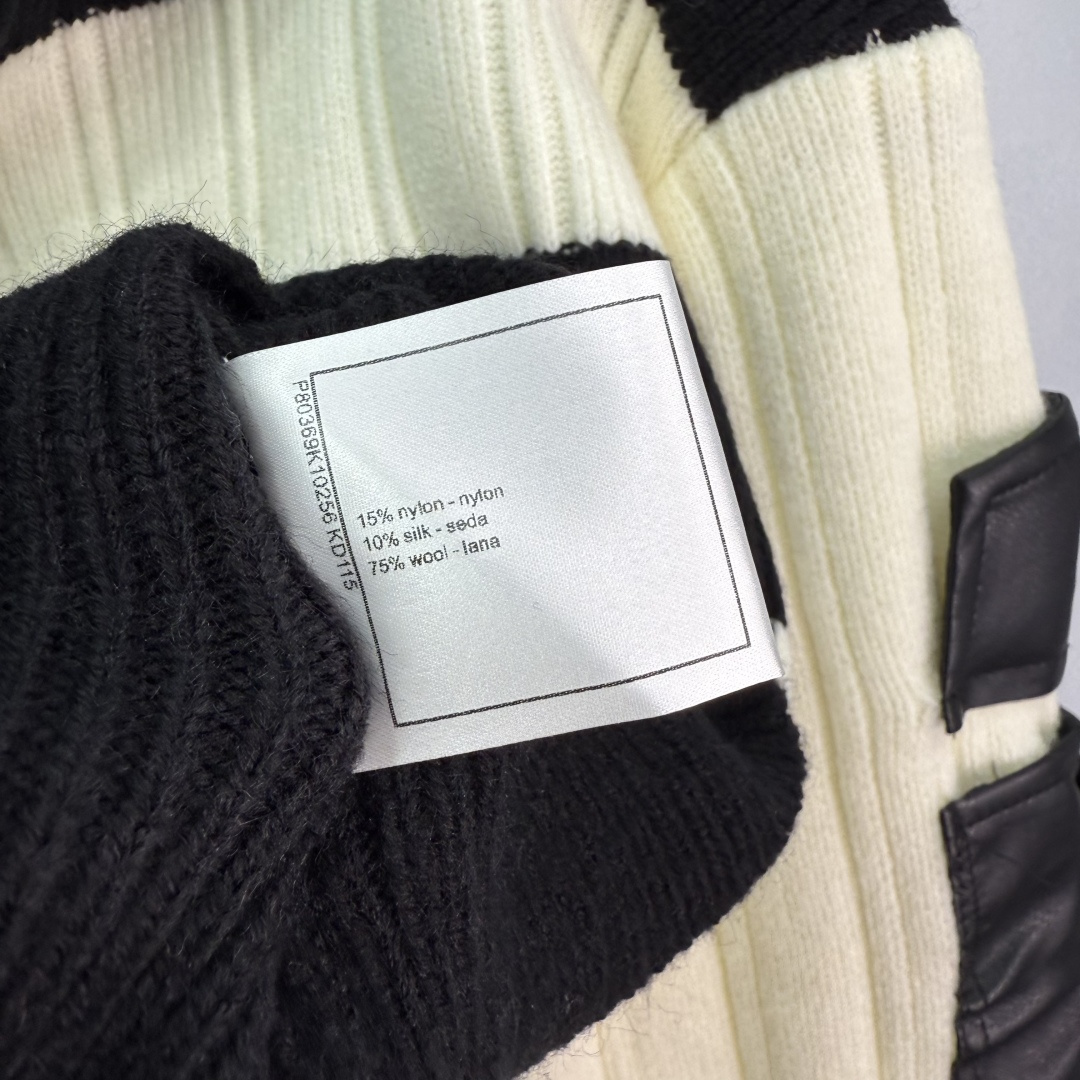 P80369K10256 KD115
15% nylon - nylon
10% silk - seda
75% wool - lana